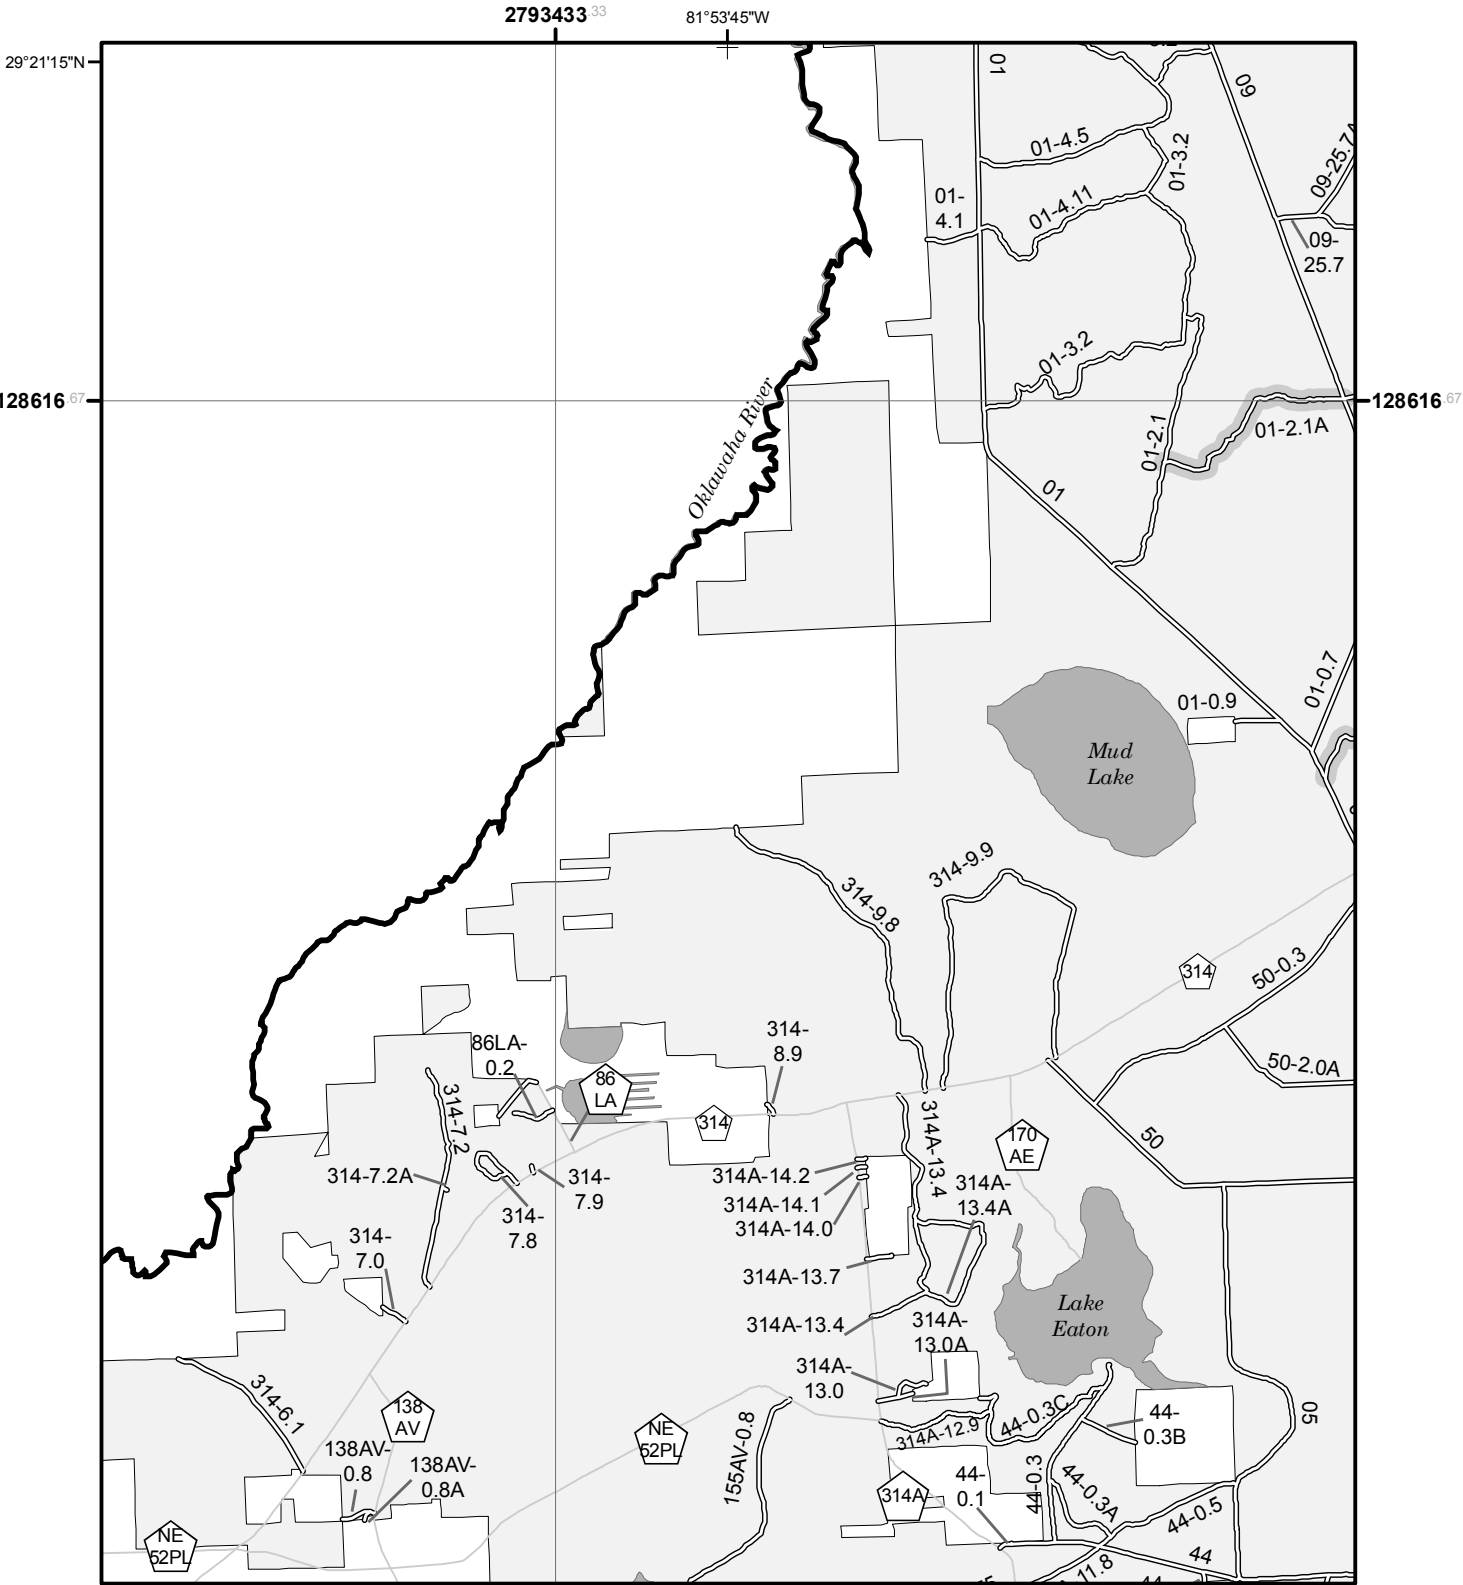 2793433.33
81°53'45"W
29°21'15"N
01
09
01-4.5
01-3.2
09-25.7A
01-
4.1
01-4.11
09-
25.7
01-3.2
128616.67
128616.67
Oklawaha River
01-2.1
01-2.1A
01
01-0.7
01-0.9
Mud
Lake
314-9.9
314-9.8
314
50-0.3
86LA-
0.2
314-
8.9
50-2.0A
86
LA
314-7.2
314
314A-13.4
170
AE
50
314-7.2A
314-
7.9
314A-14.2
314A-
13.4A
314A-14.1
314-
7.8
314A-14.0
314-
7.0
314A-13.7
314A-13.4
Lake
Eaton
314A-
13.0A
314A-
13.0
314-6.1
138
AV
NE
52PL
155AV-0.8
314A-12.9
44-0.3C
44-
0.3B
05
138AV-
0.8
138AV-
0.8A
314A
44-
0.1
44-0.3
44-0.3A
44-0.5
NE
52PL
44
11.8
44